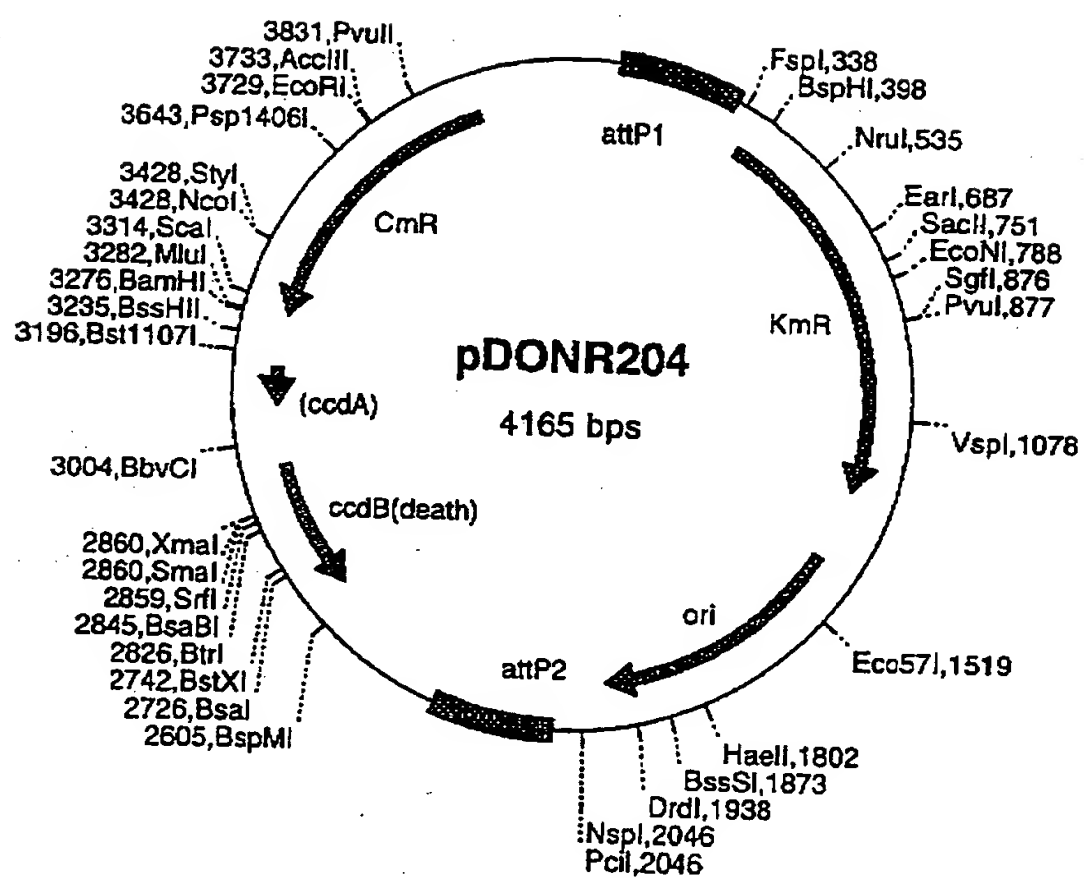 3831,PvuII
3733,AccIII
3729,EcoRI
3643,Psp1406I
3428,StyI
3428,NcoI
3314,ScaI
3282,MluI
3276,BamHI
3235,BssHII
3196,Bst1107I
3004,BbvCI
2860,XmaI
2860,SmaI
2859,SrfI
2845,BsaBI
2826,BtrI
2742,BstXI
2726,BsaI
2605,BspMI
attP1
CmR
KmR
pDONR204
4165 bps
(ccdA)
ccdB(death)
ori
attP2
FspI,338
BspHI,398
NruI,535
EarI,687
SacII,751
EcoNI,788
SgfI,876
PvuI,877
VspI,1078
Eco57I,1519
HaeII,1802
BssSI,1873
DrdI,1938
NspI,2046
PciI,2046